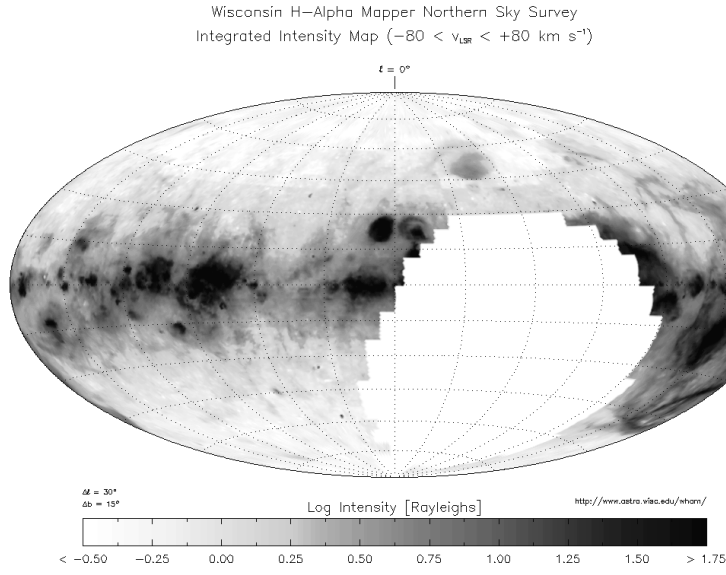 Wisconsin H-Alpha Mapper Northern Sky Survey
Integrated Intensity Map (-80 < vLSR < +80 km s⁻¹)
ℓ = 0°
Δℓ = 30°
Δb = 15°
Log Intensity [Rayleighs]
http://www.astro.wisc.edu/wham/
< -0.50 -0.25 0.00 0.25 0.50 0.75 1.00 1.25 1.50 > 1.75